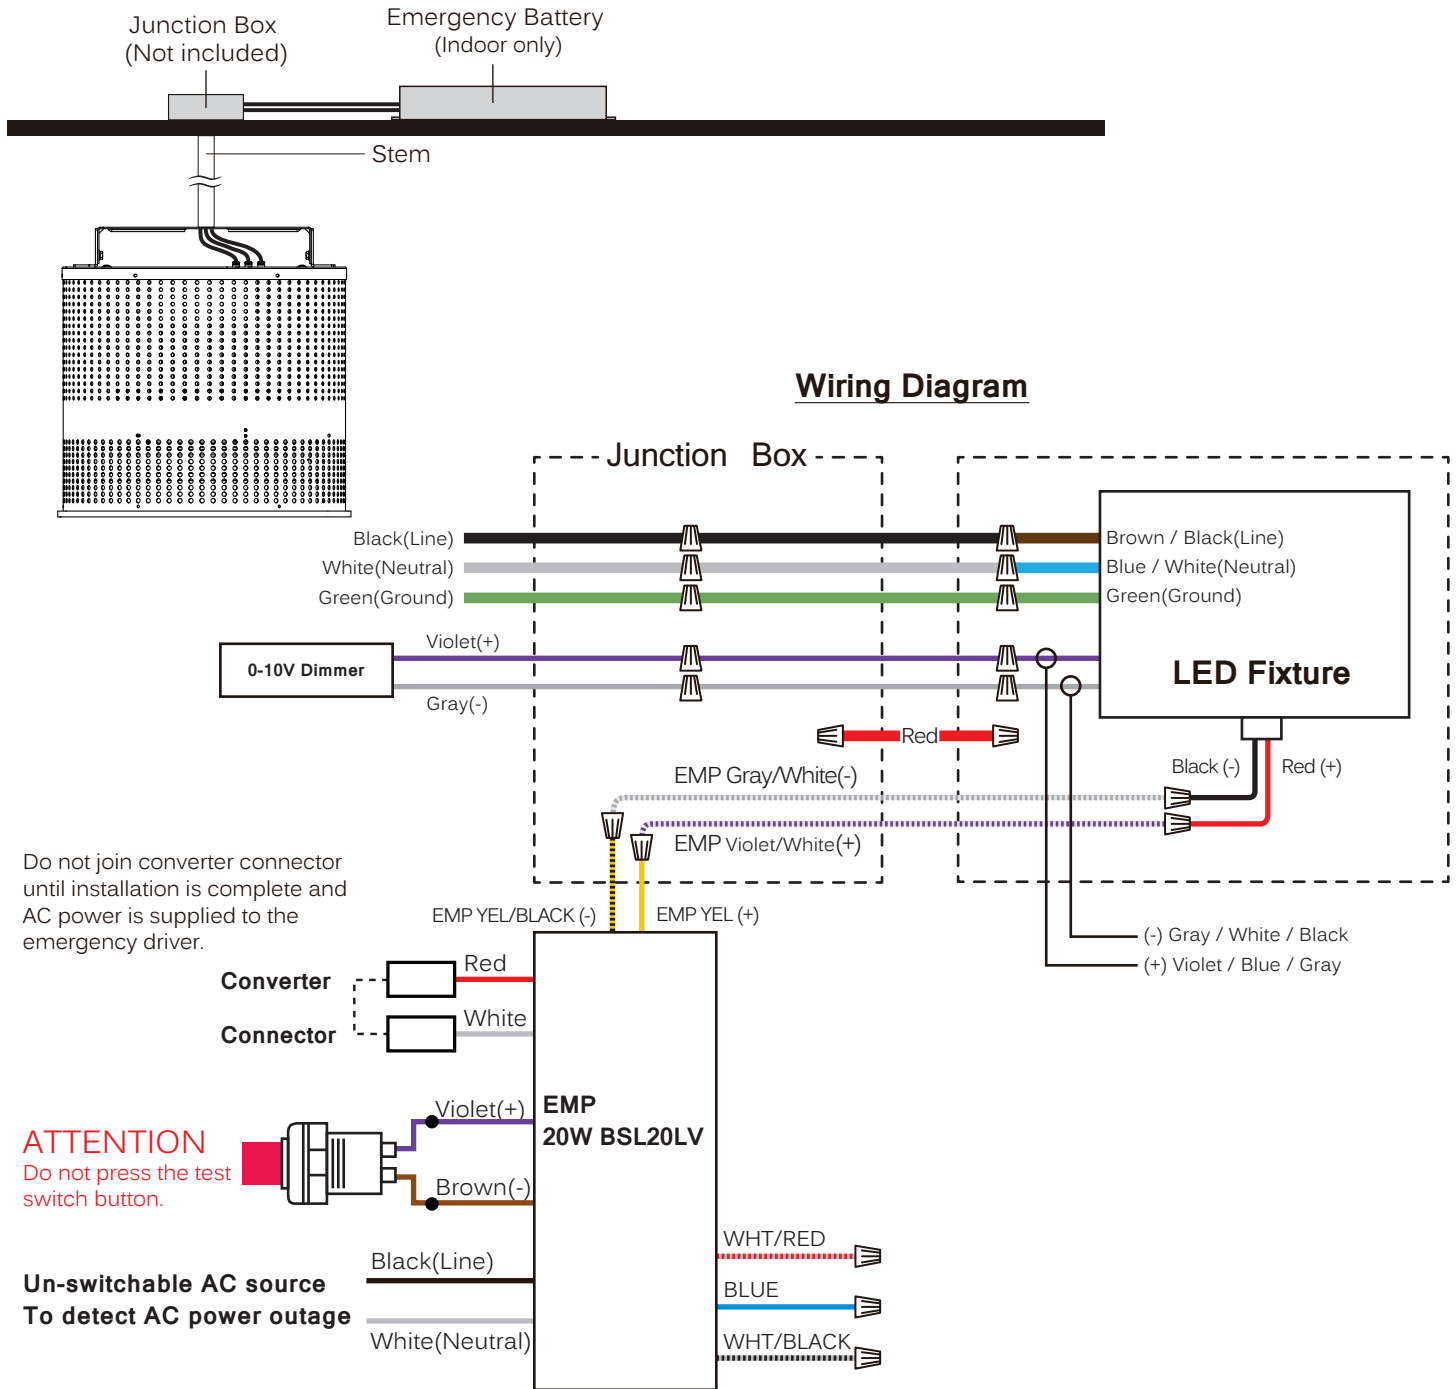 Junction Box
(Not included)
Emergency Battery
(Indoor only)
Stem
Wiring Diagram
Junction Box
Black(Line)
White(Neutral)
Green(Ground)
Brown / Black(Line)
Blue / White(Neutral)
Green(Ground)
0-10V Dimmer
Violet(+)
Gray(-)
LED Fixture
Red
Black (-)
Red (+)
EMP Gray/White(-)
EMP Violet/White(+)
Do not join converter connector
until installation is complete and
AC power is supplied to the
emergency driver.
EMP YEL/BLACK (-)
EMP YEL (+)
(-) Gray / White / Black
(+) Violet / Blue / Gray
Converter
Red
Connector
White
EMP
20W BSL20LV
Violet(+)
ATTENTION
Do not press the test
switch button.
Brown(-)
Black(Line)
Un-switchable AC source
To detect AC power outage
White(Neutral)
WHT/RED
BLUE
WHT/BLACK